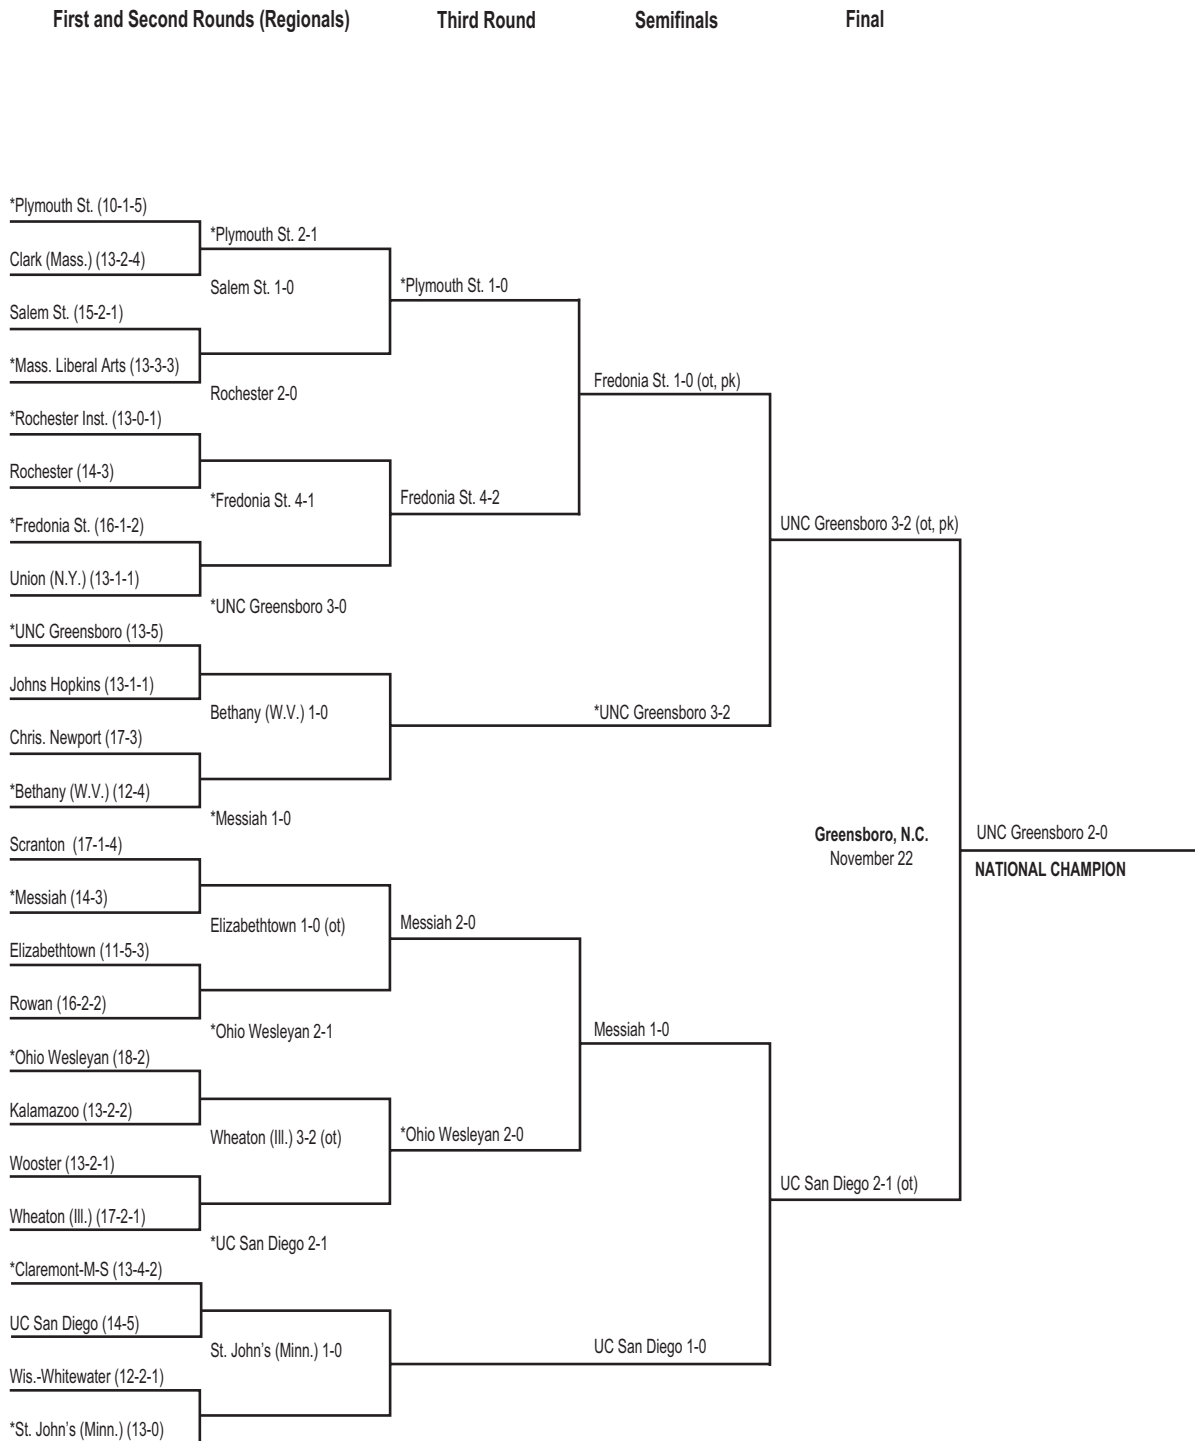 First and Second Rounds (Regionals)
Third Round
Semifinals
Final
*Plymouth St. (10-1-5)
Clark (Mass.) (13-2-4)
Salem St. (15-2-1)
*Mass. Liberal Arts (13-3-3)
*Rochester Inst. (13-0-1)
Rochester (14-3)
*Fredonia St. (16-1-2)
Union (N.Y.) (13-1-1)
*UNC Greensboro (13-5)
Johns Hopkins (13-1-1)
Chris. Newport (17-3)
*Bethany (W.V.) (12-4)
Scranton  (17-1-4)
*Messiah (14-3)
Elizabethtown (11-5-3)
Rowan (16-2-2)
*Ohio Wesleyan (18-2)
Kalamazoo (13-2-2)
Wooster (13-2-1)
Wheaton (Ill.) (17-2-1)
*Claremont-M-S (13-4-2)
UC San Diego (14-5)
Wis.-Whitewater (12-2-1)
*St. John's (Minn.) (13-0)
*Plymouth St. 2-1
Salem St. 1-0
Rochester 2-0
*Fredonia St. 4-1
*UNC Greensboro 3-0
Bethany (W.V.) 1-0
*Messiah 1-0
Elizabethtown 1-0 (ot)
*Ohio Wesleyan 2-1
Wheaton (Ill.) 3-2 (ot)
*UC San Diego 2-1
St. John's (Minn.) 1-0
*Plymouth St. 1-0
Fredonia St. 4-2
Messiah 2-0
*Ohio Wesleyan 2-0
Fredonia St. 1-0 (ot, pk)
*UNC Greensboro 3-2
Messiah 1-0
UC San Diego 1-0
UNC Greensboro 3-2 (ot, pk)
Greensboro, N.C.
November 22
UC San Diego 2-1 (ot)
UNC Greensboro 2-0
NATIONAL CHAMPION